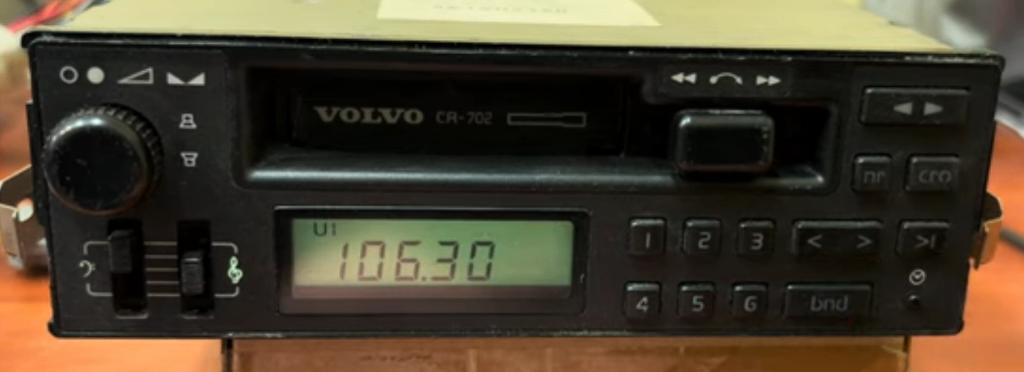 VOLVO CR-702
nr
cro
U1
106.30
1 2 3 < > >I
4 5 6 bnd